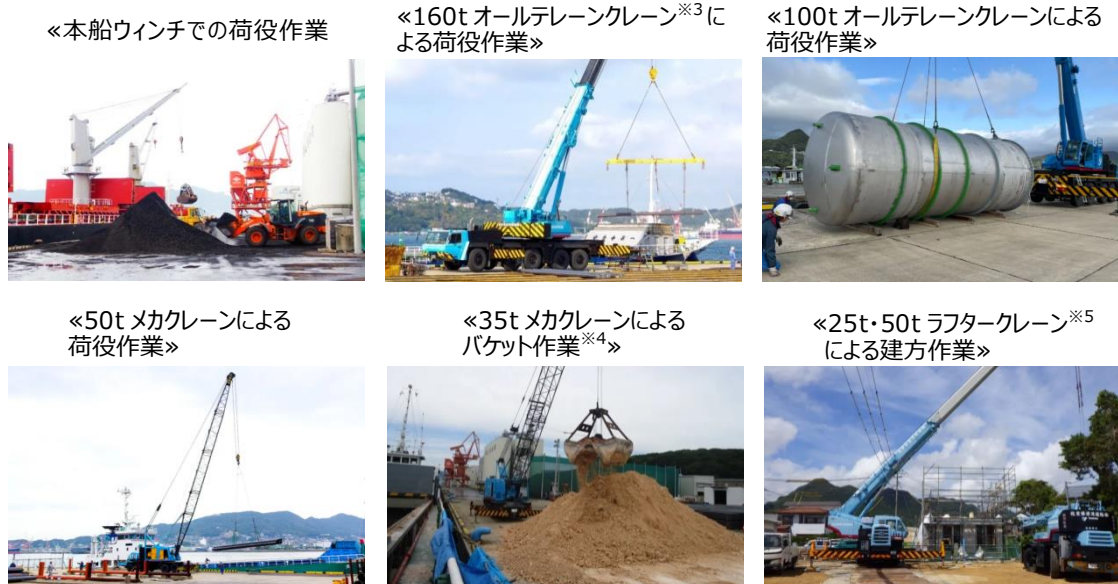 ≪本船ウィンチでの荷役作業
≪160t オールテレーンクレーン※3に
よる荷役作業≫
≪100t オールテレーンクレーンによる
荷役作業≫
≪50t メカクレーンによる
荷役作業≫
≪35t メカクレーンによる
バケット作業※4≫
≪25t・50t ラフタークレーン※5
による建方作業≫